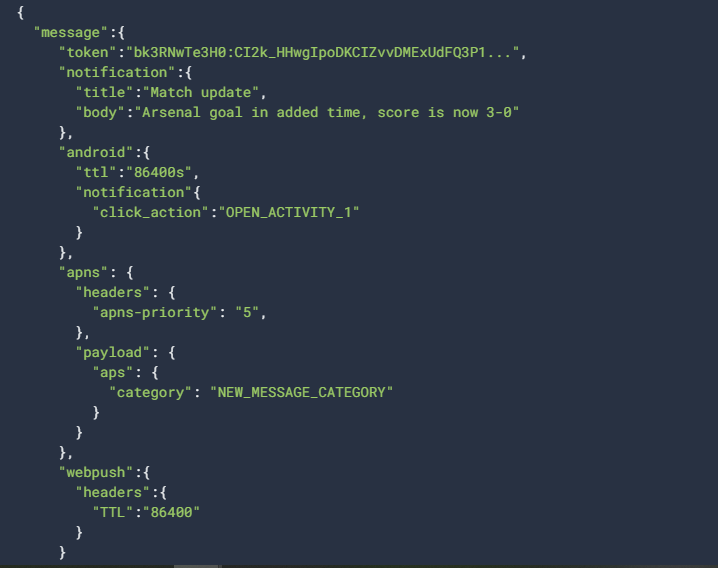 {
"message":{
"token":"bk3RNwTe3H0:CI2k_HHwgIpoDKCIZvvDMExUdFQ3P1...",
"notification":{
"title":"Match update",
"body":"Arsenal goal in added time, score is now 3-0"
},
"android":{
"ttl":"86400s",
"notification"{
"click_action":"OPEN_ACTIVITY_1"
}
},
"apns": {
"headers": {
"apns-priority": "5",
},
"payload": {
"aps": {
"category": "NEW_MESSAGE_CATEGORY"
}
}
},
"webpush":{
"headers":{
"TTL":"86400"
}
}